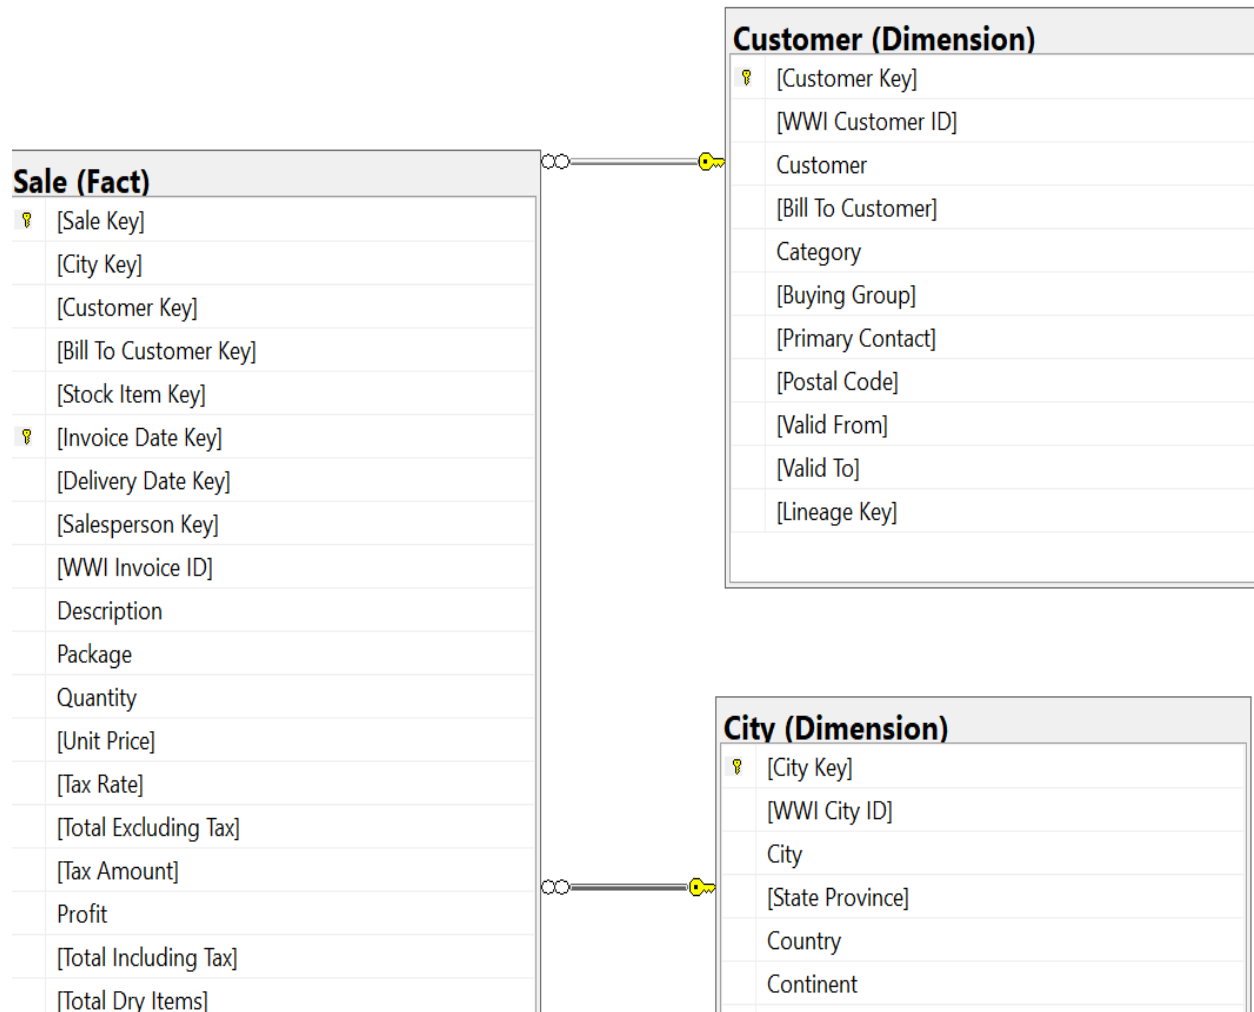 Customer (Dimension)
[Customer Key]
[WWI Customer ID]
Customer
[Bill To Customer]
Category
[Buying Group]
[Primary Contact]
[Postal Code]
[Valid From]
[Valid To]
[Lineage Key]
Sale (Fact)
[Sale Key]
[City Key]
[Customer Key]
[Bill To Customer Key]
[Stock Item Key]
[Invoice Date Key]
[Delivery Date Key]
[Salesperson Key]
[WWI Invoice ID]
Description
Package
Quantity
[Unit Price]
[Tax Rate]
[Total Excluding Tax]
[Tax Amount]
Profit
[Total Including Tax]
[Total Dry Items]
City (Dimension)
[City Key]
[WWI City ID]
City
[State Province]
Country
Continent